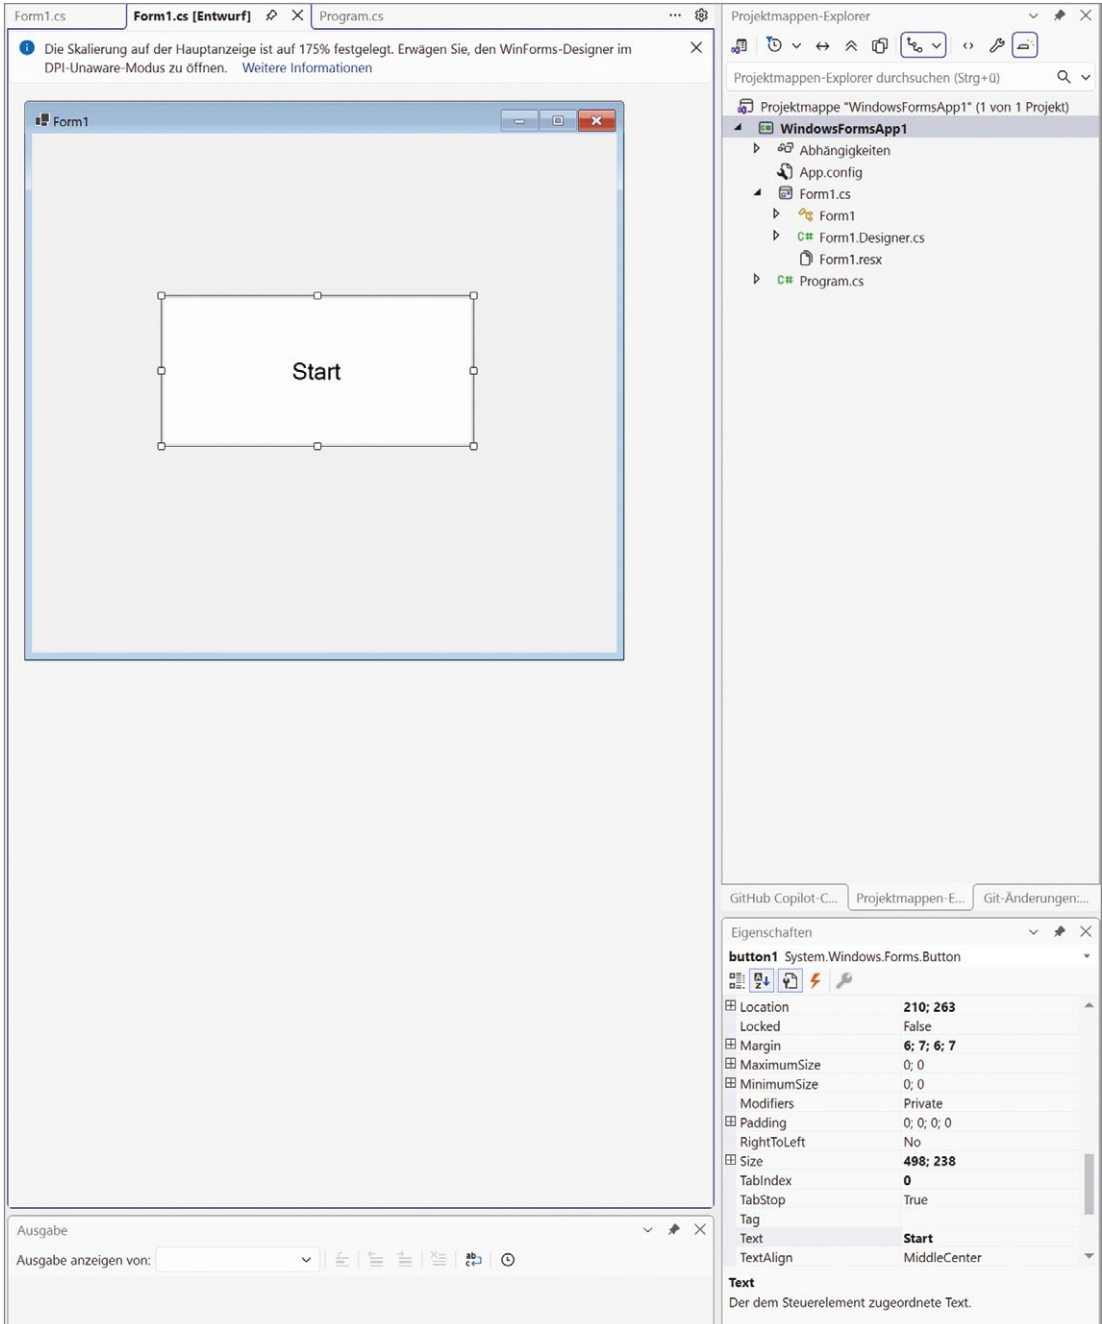 Form1.cs
Form1.cs [Entwurf]
Program.cs
Die Skalierung auf der Hauptanzeige ist auf 175% festgelegt. Erwägen Sie, den WinForms-Designer im
DPI-Unaware-Modus zu öffnen. Weitere Informationen
Form1
Start
Ausgabe
Ausgabe anzeigen von:
Projektmappen-Explorer
Projektmappen-Explorer durchsuchen (Strg+ü)
Projektmappe "WindowsFormsApp1" (1 von 1 Projekt)
WindowsFormsApp1
Abhängigkeiten
App.config
Form1.cs
Form1
C# Form1.Designer.cs
Form1.resx
C# Program.cs
GitHub Copilot-C...
Projektmappen-E...
Git-Änderungen:...
Eigenschaften
button1 System.Windows.Forms.Button
Location 210; 263
Locked False
Margin 6; 7; 6; 7
MaximumSize 0; 0
MinimumSize 0; 0
Modifiers Private
Padding 0; 0; 0; 0
RightToLeft No
Size 498; 238
TabIndex 0
TabStop True
Tag
Text Start
TextAlign MiddleCenter
Text
Der dem Steuerelement zugeordnete Text.